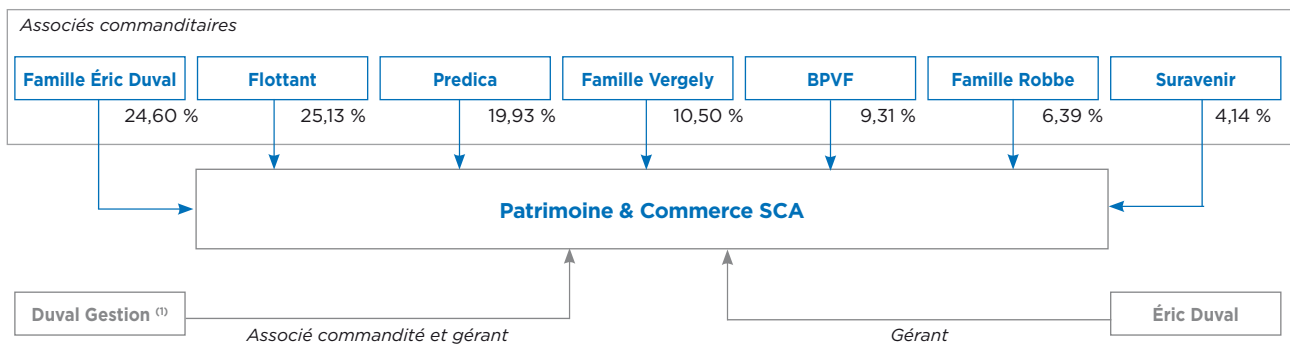 Associés commanditaires
Famille Éric Duval
Flottant
Predica
Famille Vergely
BPVF
Famille Robbe
Suravenir
24,60 %
25,13 %
19,93 %
10,50 %
9,31 %
6,39 %
4,14 %
Patrimoine & Commerce SCA
Duval Gestion (1)
Éric Duval
Associé commandité et gérant
Gérant